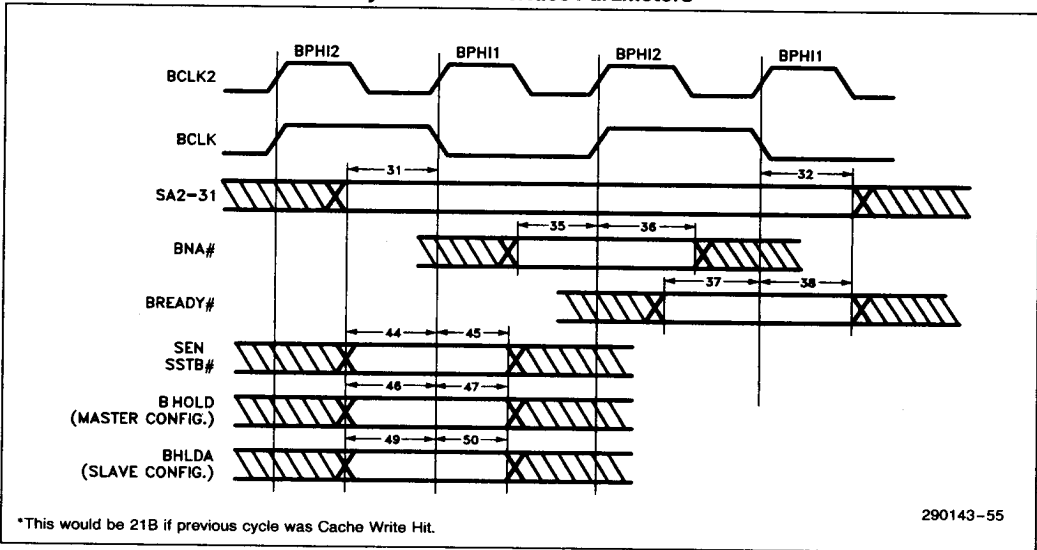 BPHI2 BPHI1 BPHI2 BPHI1
BCLK2
BCLK
31 32
SA2-31
35 36
BNA#
37 38
BREADY#
44 45
SEN
SSTB#
46 47
BHOLD
(MASTER CONFIG.)
49 50
BHLDA
(SLAVE CONFIG.)
*This would be 21B if previous cycle was Cache Write Hit.
290143-55